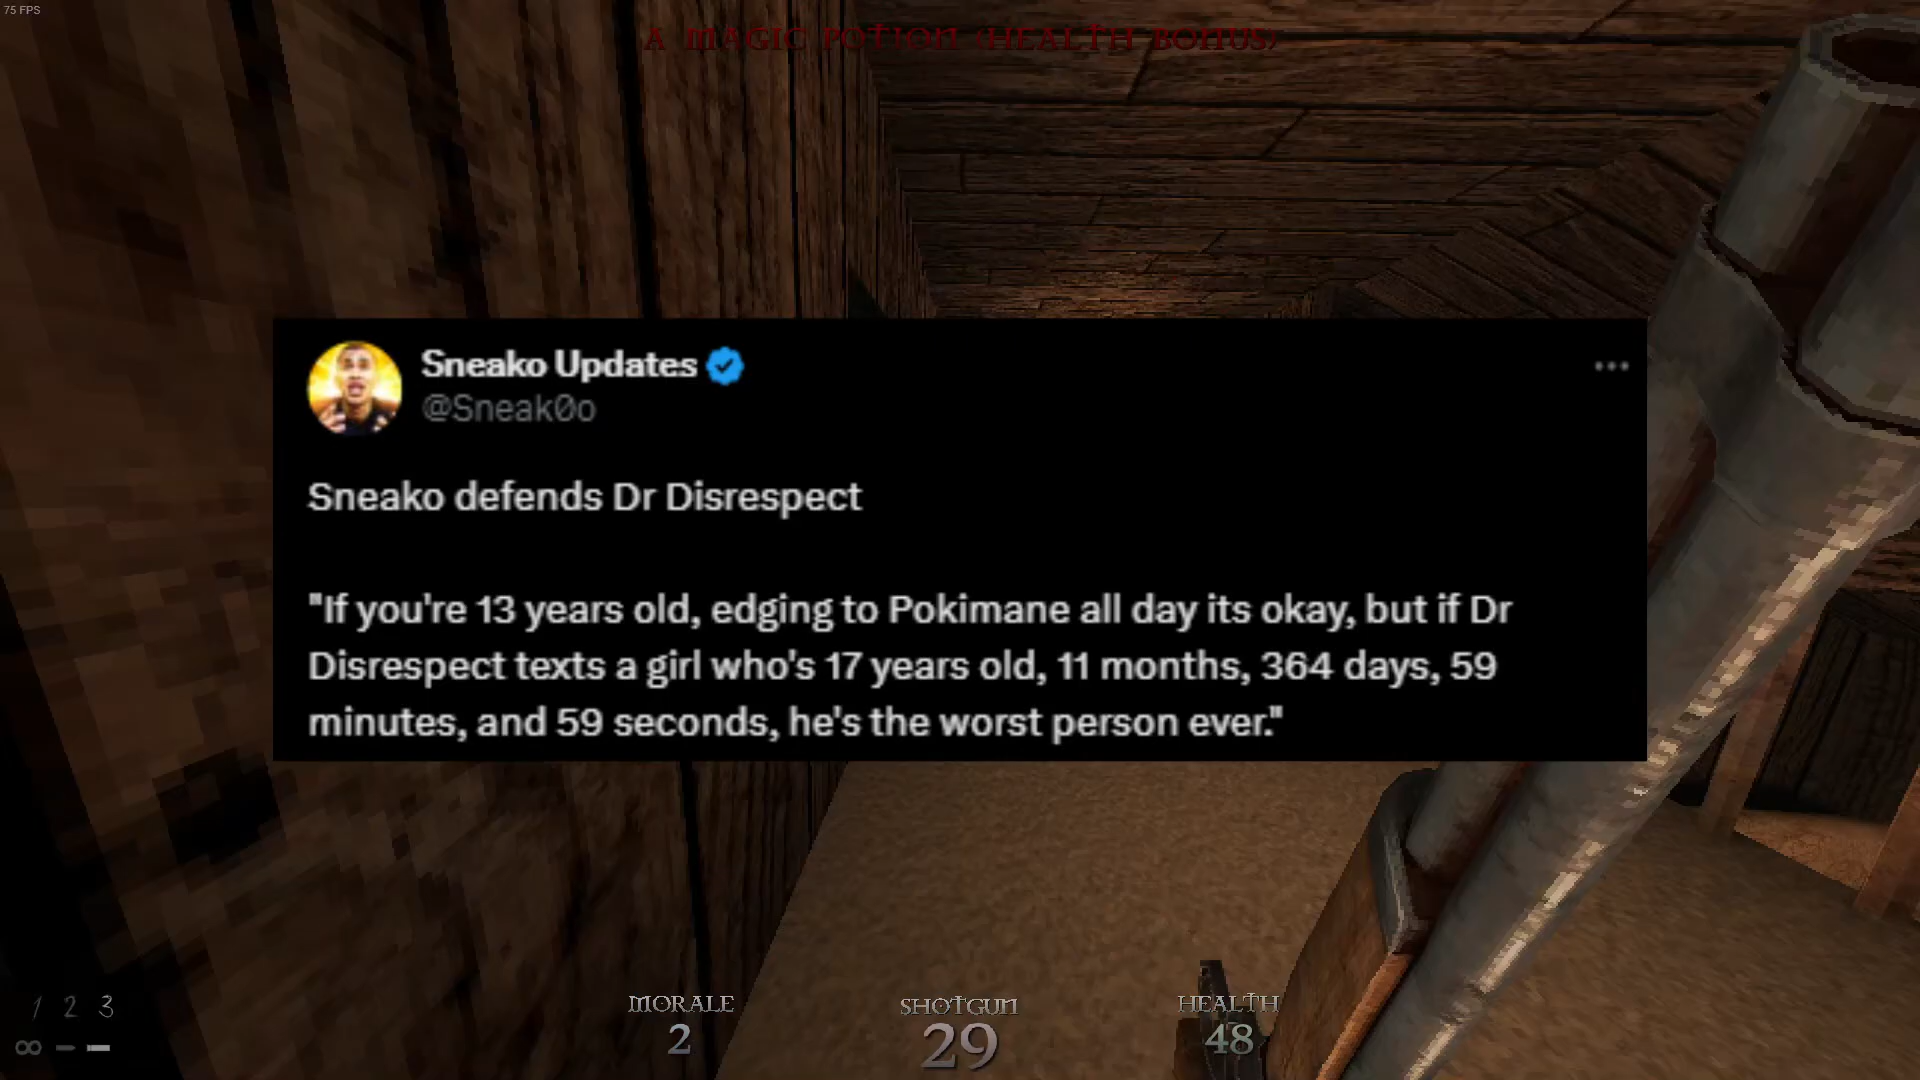 75 FPS
A MAGIC POTION (HEALTH BONUS)
Sneako Updates
@Sneak0o
Sneako defends Dr Disrespect
"If you're 13 years old, edging to Pokimane all day its okay, but if Dr
Disrespect texts a girl who's 17 years old, 11 months, 364 days, 59
minutes, and 59 seconds, he's the worst person ever."
1 2 3
∞
MORALE
2
SHOTGUN
29
HEALTH
48